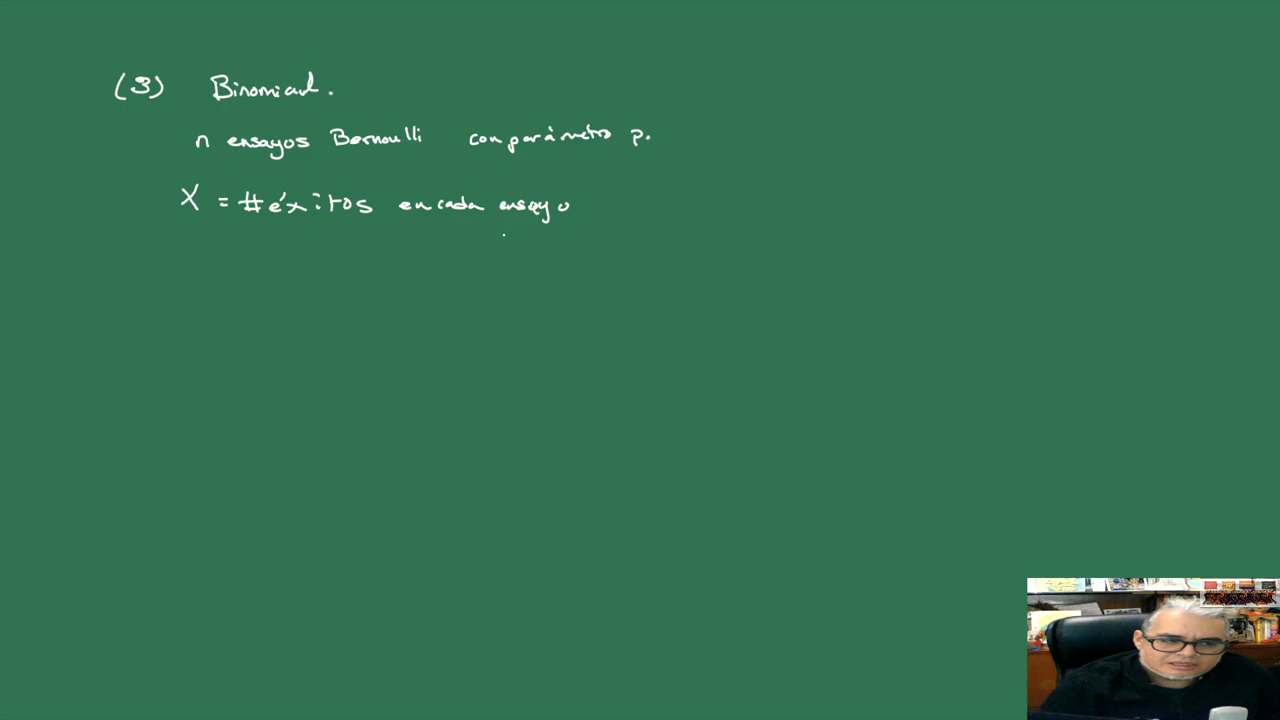 (3) Binomial.
n ensayos Bernoulli con parámetro p.
X = # éxitos en cada ensayo